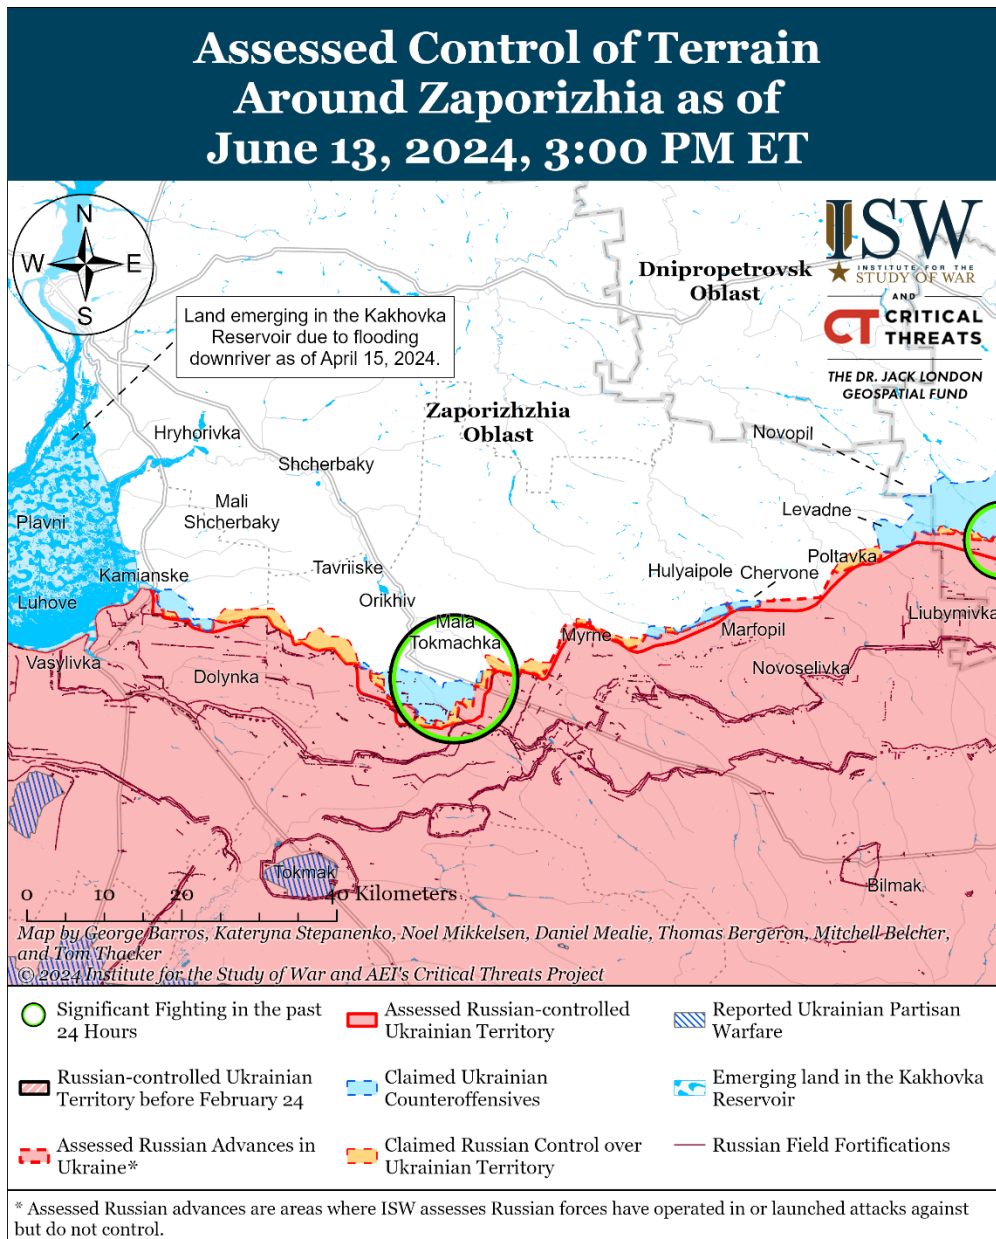 Assessed Control of Terrain
Around Zaporizhia as of
June 13, 2024, 3:00 PM ET
N
W E
S
ISW
INSTITUTE FOR THE
STUDY OF WAR
AND
CT CRITICAL
THREATS
THE DR. JACK LONDON
GEOSPATIAL FUND
Dnipropetrovsk
Oblast
Land emerging in the Kakhovka
Reservoir due to flooding
downriver as of April 15, 2024.
Zaporizhzhia
Oblast
Hryhorivka
Novopil
Shcherbaky
Mali
Shcherbaky
Levadne
Plavni
Poltavka
Tavriiske
Hulyaipole
Chervone
Kamianske
Orikhiv
Luhove
Mala
Tokmachka
Myrne
Marfopil
Liubymivka
Vasylivka
Dolynka
Novoselivka
Tokmak
Bilmak
0 10 20 40 Kilometers
Map by George Barros, Kateryna Stepanenko, Noel Mikkelsen, Daniel Mealie, Thomas Bergeron, Mitchell Belcher,
and Tom Thacker
© 2024 Institute for the Study of War and AEI's Critical Threats Project
Significant Fighting in the past
24 Hours
Assessed Russian-controlled
Ukrainian Territory
Reported Ukrainian Partisan
Warfare
Russian-controlled Ukrainian
Territory before February 24
Claimed Ukrainian
Counteroffensives
Emerging land in the Kakhovka
Reservoir
Assessed Russian Advances in
Ukraine*
Claimed Russian Control over
Ukrainian Territory
Russian Field Fortifications
* Assessed Russian advances are areas where ISW assesses Russian forces have operated in or launched attacks against
but do not control.